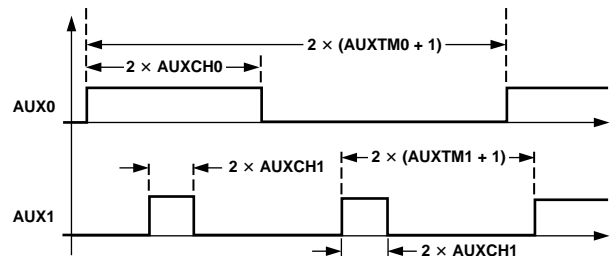 2 × (AUXTM0 + 1)
2 × AUXCH0
AUX0
2 × AUXCH1
2 × (AUXTM1 + 1)
AUX1
2 × AUXCH1